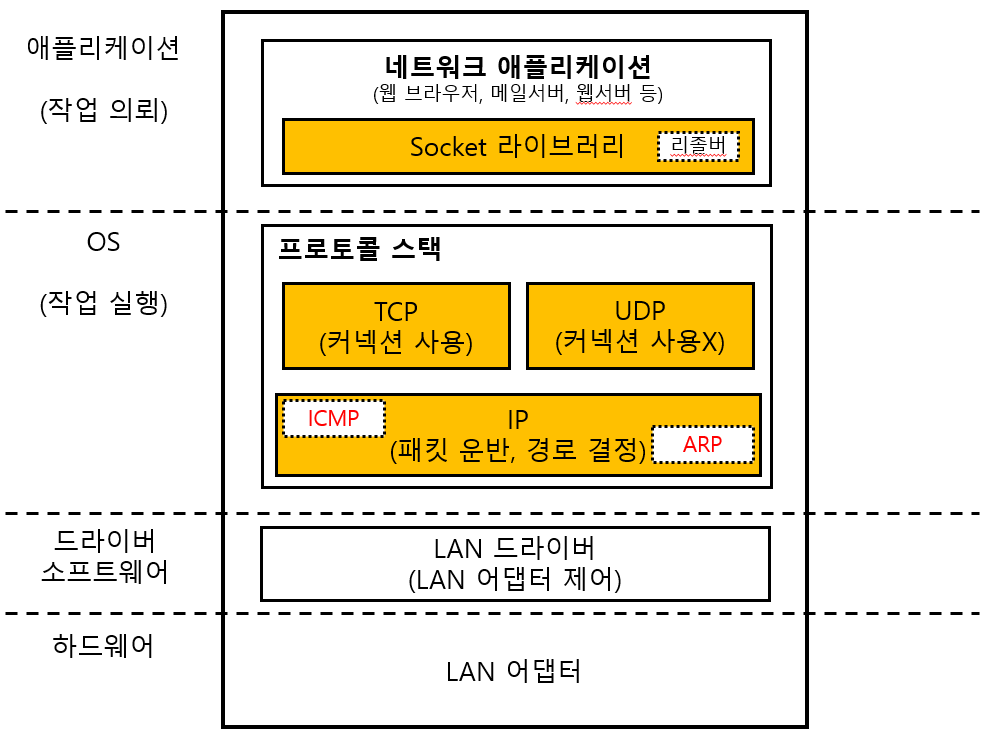 애플리케이션
(작업 의뢰)
네트워크 애플리케이션
(웹 브라우저, 메일서버, 웹서버 등)
Socket 라이브러리
리졸버
OS
(작업 실행)
프로토콜 스택
TCP
(커넥션 사용)
UDP
(커넥션 사용X)
ICMP
IP
(패킷 운반, 경로 결정)
ARP
드라이버
소프트웨어
LAN 드라이버
(LAN 어댑터 제어)
하드웨어
LAN 어댑터